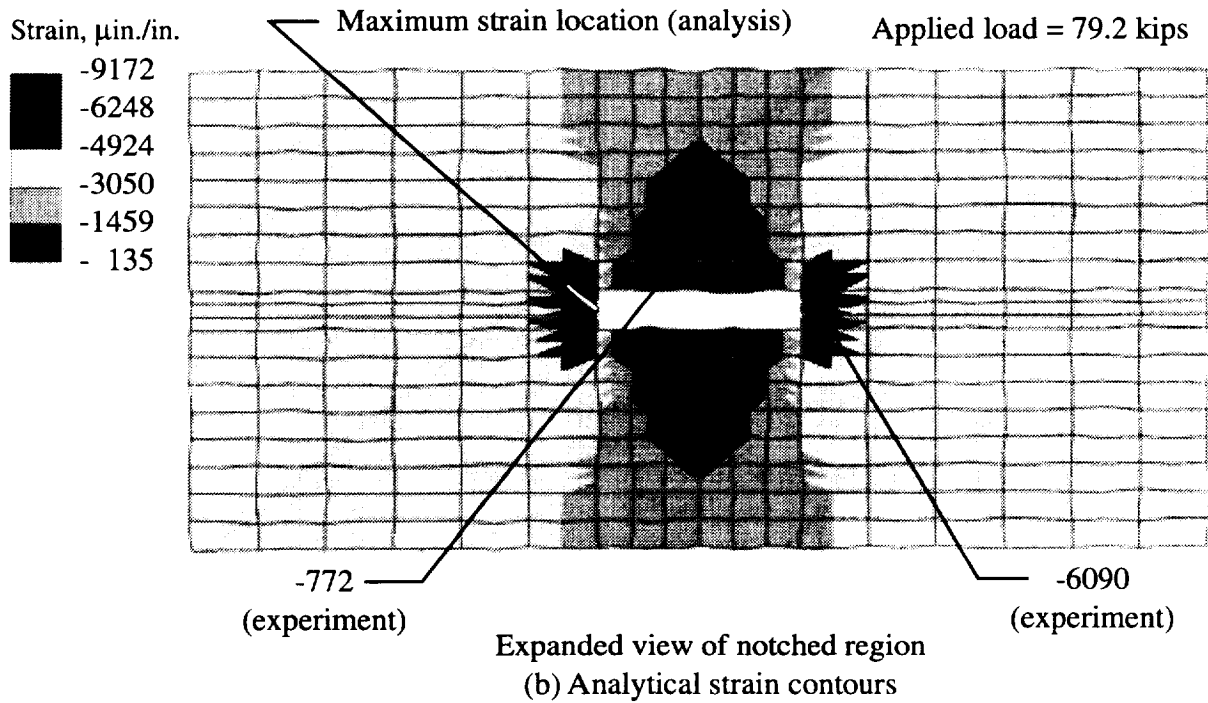 Maximum strain location (analysis)
Applied load = 79.2 kips
Strain, μin./in.
-9172
-6248
-4924
-3050
-1459
- 135
-772
(experiment)
-6090
(experiment)
Expanded view of notched region
(b) Analytical strain contours